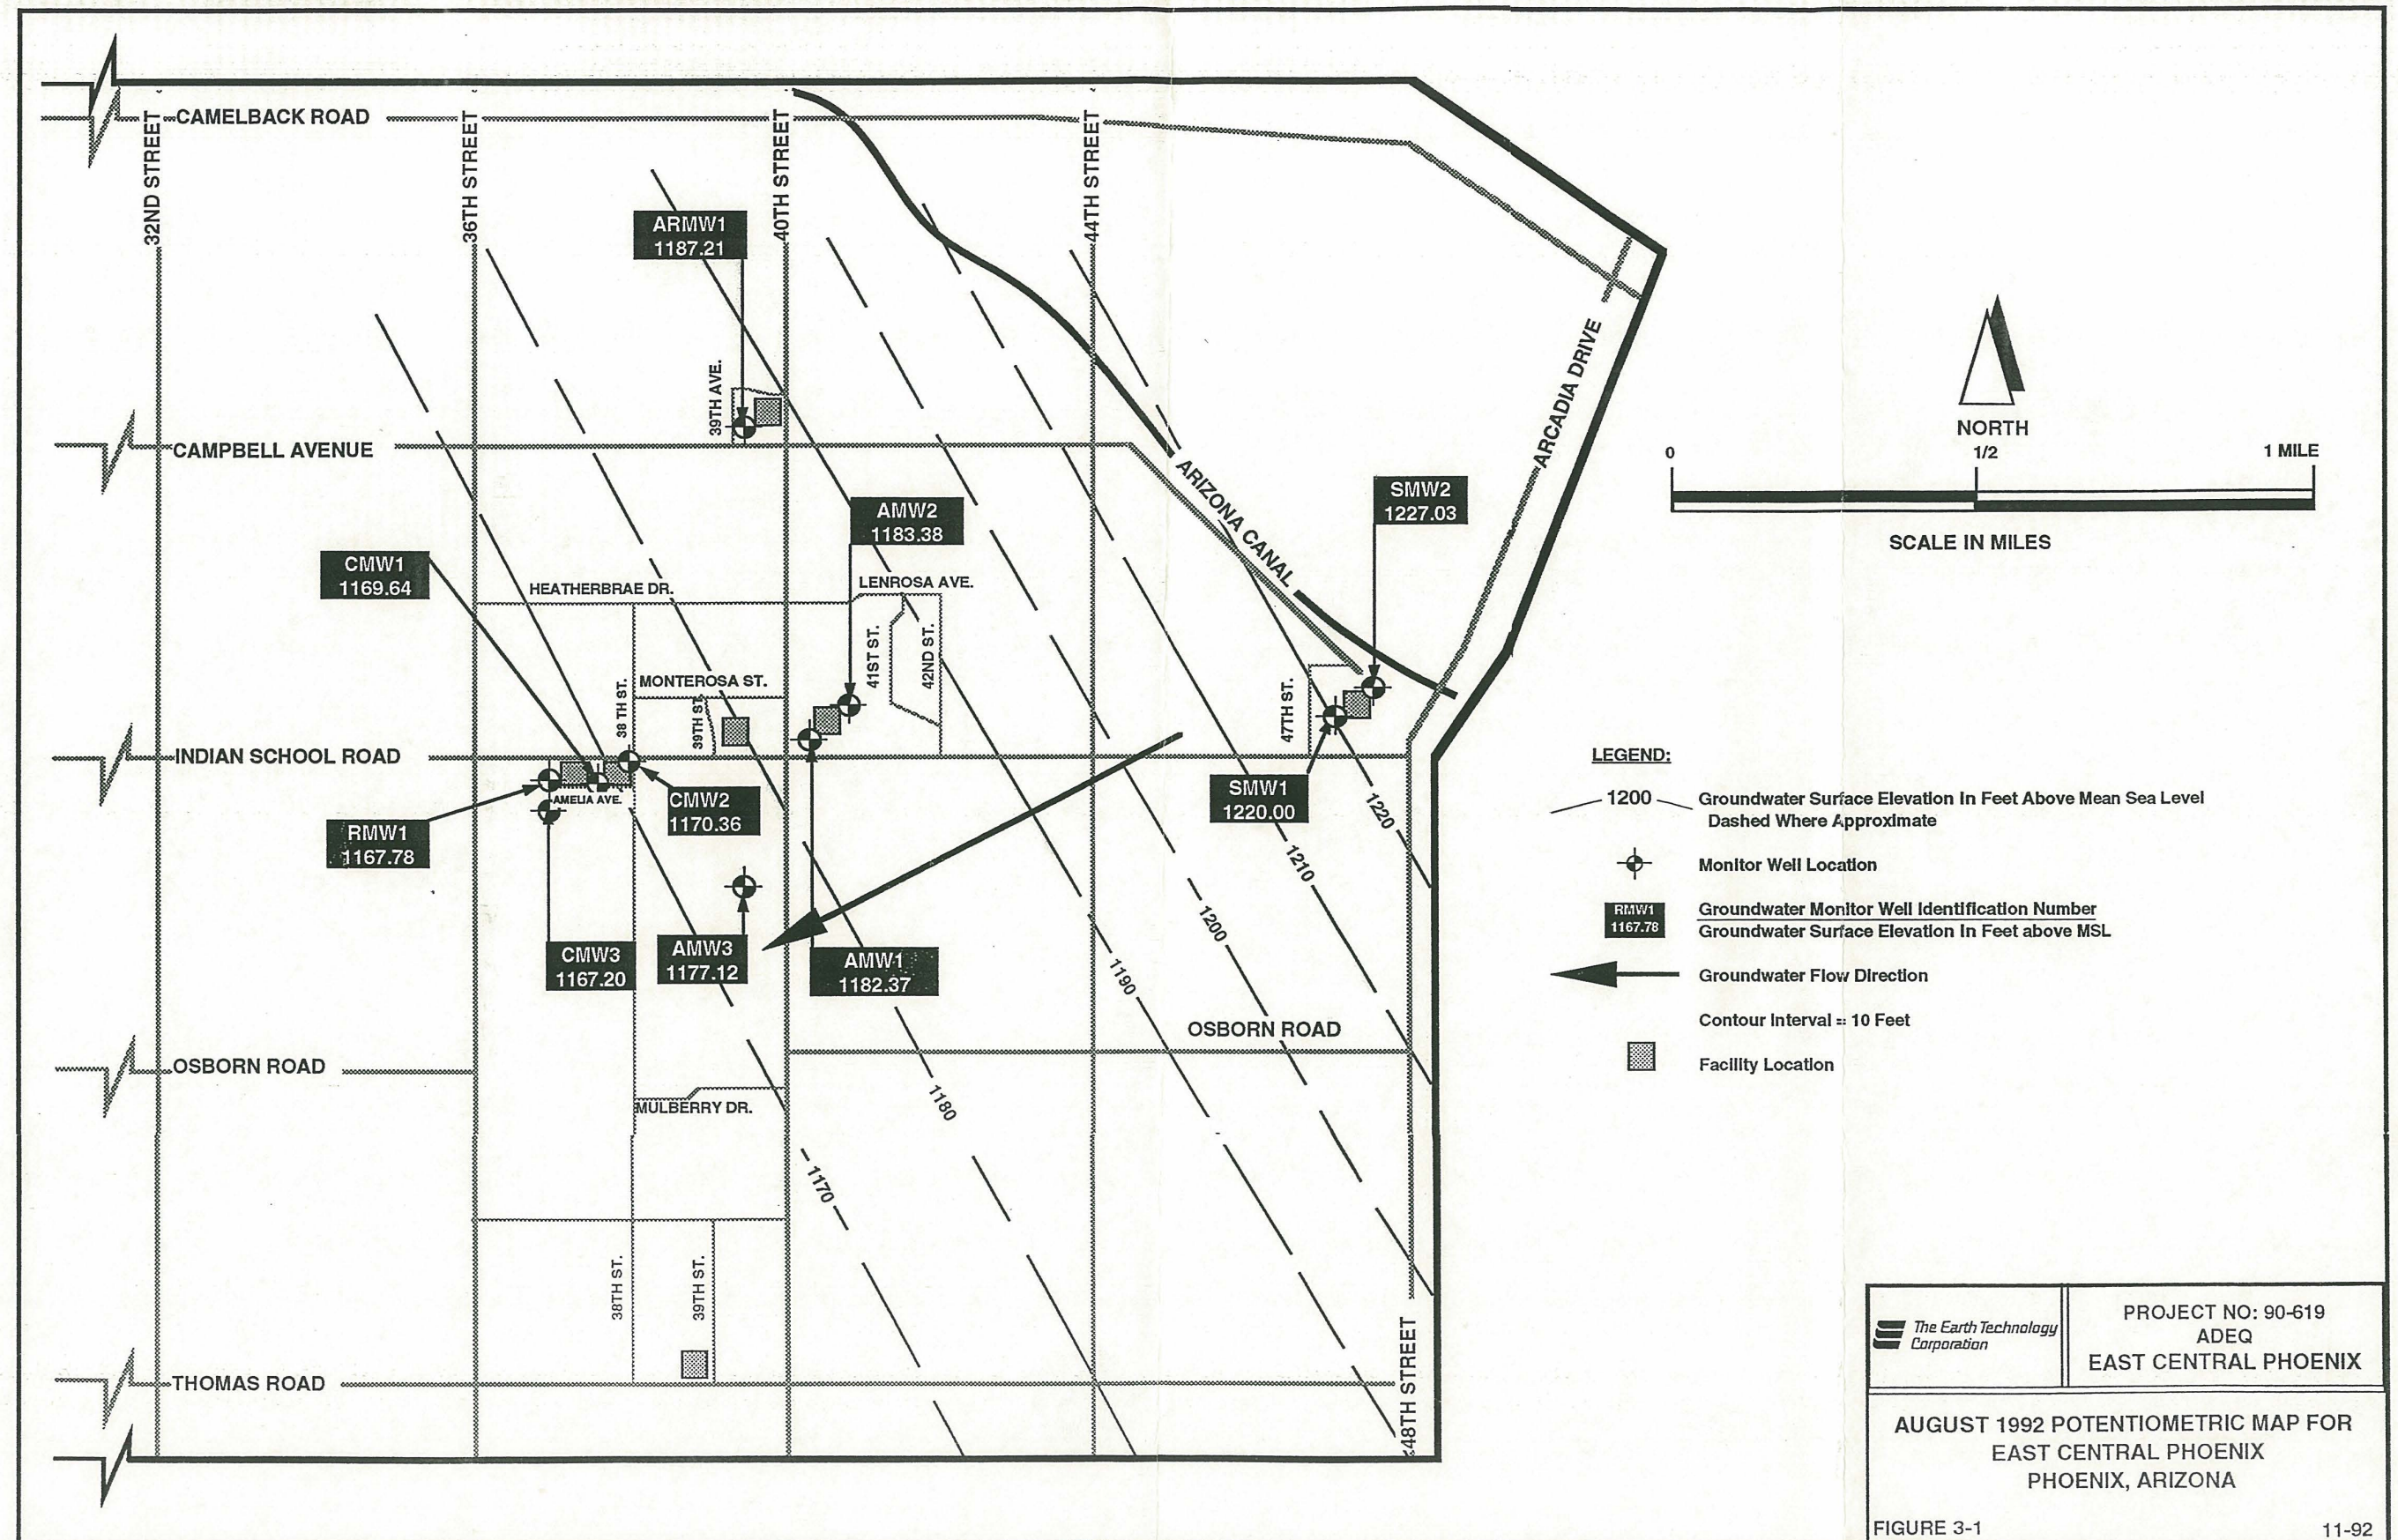 CAMELBACK ROAD
32ND STREET
36TH STREET
40TH STREET
44TH STREET
ARMW1
1187.21
39TH AVE.
CAMPBELL AVENUE
ARIZONA CANAL
ARCADIA DRIVE
SMW2
1227.03
AMW2
1183.38
CMW1
1169.64
HEATHERBRAE DR.
LENROSA AVE.
41ST ST.
42ND ST.
MONTEROSA ST.
38 TH ST.
39TH ST.
47TH ST.
INDIAN SCHOOL ROAD
AMELIA AVE.
CMW2
1170.36
SMW1
1220.00
RMW1
1167.78
CMW3
1167.20
AMW3
1177.12
AMW1
1182.37
1220
1210
1200
1190
1180
1170
OSBORN ROAD
OSBORN ROAD
MULBERRY DR.
38TH ST.
39TH ST.
THOMAS ROAD
48TH STREET
NORTH
0 1/2 1 MILE
SCALE IN MILES
LEGEND:
1200 Groundwater Surface Elevation In Feet Above Mean Sea Level
Dashed Where Approximate
Monitor Well Location
RMW1 Groundwater Monitor Well Identification Number
1167.78 Groundwater Surface Elevation In Feet above MSL
Groundwater Flow Direction
Contour Interval = 10 Feet
Facility Location
The Earth Technology
Corporation
PROJECT NO: 90-619
ADEQ
EAST CENTRAL PHOENIX
AUGUST 1992 POTENTIOMETRIC MAP FOR
EAST CENTRAL PHOENIX
PHOENIX, ARIZONA
FIGURE 3-1 11-92